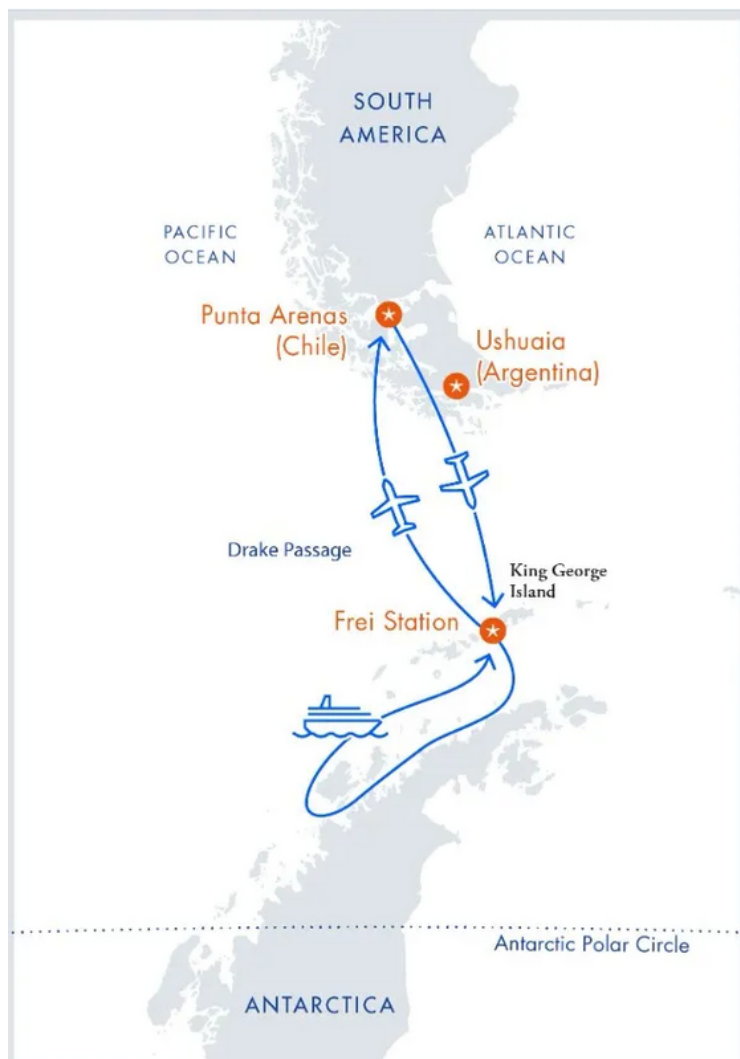 SOUTH
AMERICA
PACIFIC
OCEAN
ATLANTIC
OCEAN
Punta Arenas
(Chile)
Ushuaia
(Argentina)
Drake Passage
King George
Island
Frei Station
Antarctic Polar Circle
ANTARCTICA